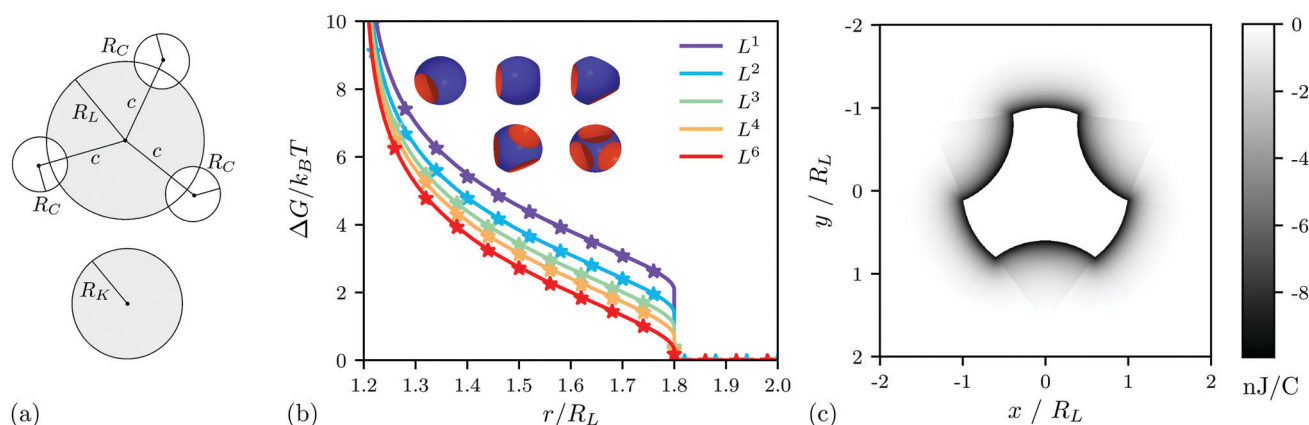 R_C
R_L
c
c
c
R_C
R_C
R_K
(a)
10
8
6
4
2
0
ΔG/k_BT
L^1
L^2
L^3
L^4
L^6
1.2 1.3 1.4 1.5 1.6 1.7 1.8 1.9 2.0
r/R_L
(b)
-2
-1
0
1
2
y / R_L
-2 -1 0 1 2
x / R_L
(c)
0
-2
-4
-6
-8
nJ/C